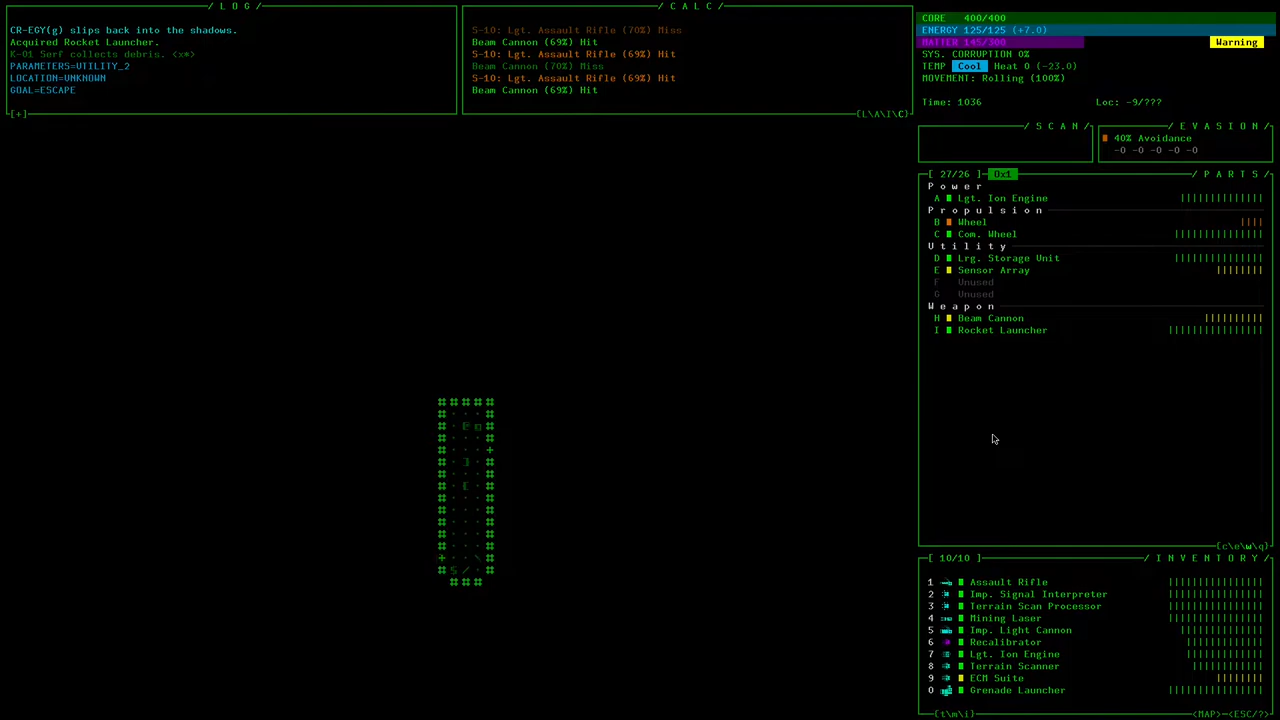 / L O G /
CR-EGY(g) slips back into the shadows.
Acquired Rocket Launcher.
K-01 Serf collects debris. <x*>
PARAMETERS=UTILITY_2
LOCATION=UNKNOWN
GOAL=ESCAPE
[+]
/ C A L C /
S-10: Lgt. Assault Rifle (70%) Miss
Beam Cannon (69%) Hit
S-10: Lgt. Assault Rifle (69%) Hit
Beam Cannon (70%) Miss
S-10: Lgt. Assault Rifle (69%) Hit
Beam Cannon (69%) Hit
[L\A\I\C]
CORE 400/400
ENERGY 125/125 (+7.0)
MATTER 145/300
Warning
SYS. CORRUPTION 0%
TEMP Cool Heat 0 (-23.0)
MOVEMENT: Rolling (100%)
Time: 1036 Loc: -9/???
/ S C A N /
/ E V A S I O N /
40% Avoidance
-0 -0 -0 -0 -0
[ 27/26 ] 0x1 / P A R T S /
P o w e r
A Lgt. Ion Engine
P r o p u l s i o n
B Wheel
C Com. Wheel
U t i l i t y
D Lrg. Storage Unit
E Sensor Array
F Unused
G Unused
W e a p o n
H Beam Cannon
I Rocket Launcher
[c\e\w\q]
[ 10/10 ] / I N V E N T O R Y /
1 Assault Rifle
2 Imp. Signal Interpreter
3 Terrain Scan Processor
4 Mining Laser
5 Imp. Light Cannon
6 Recalibrator
7 Lgt. Ion Engine
8 Terrain Scanner
9 ECM Suite
0 Grenade Launcher
[t\m\i] <MAP> <ESC/?>